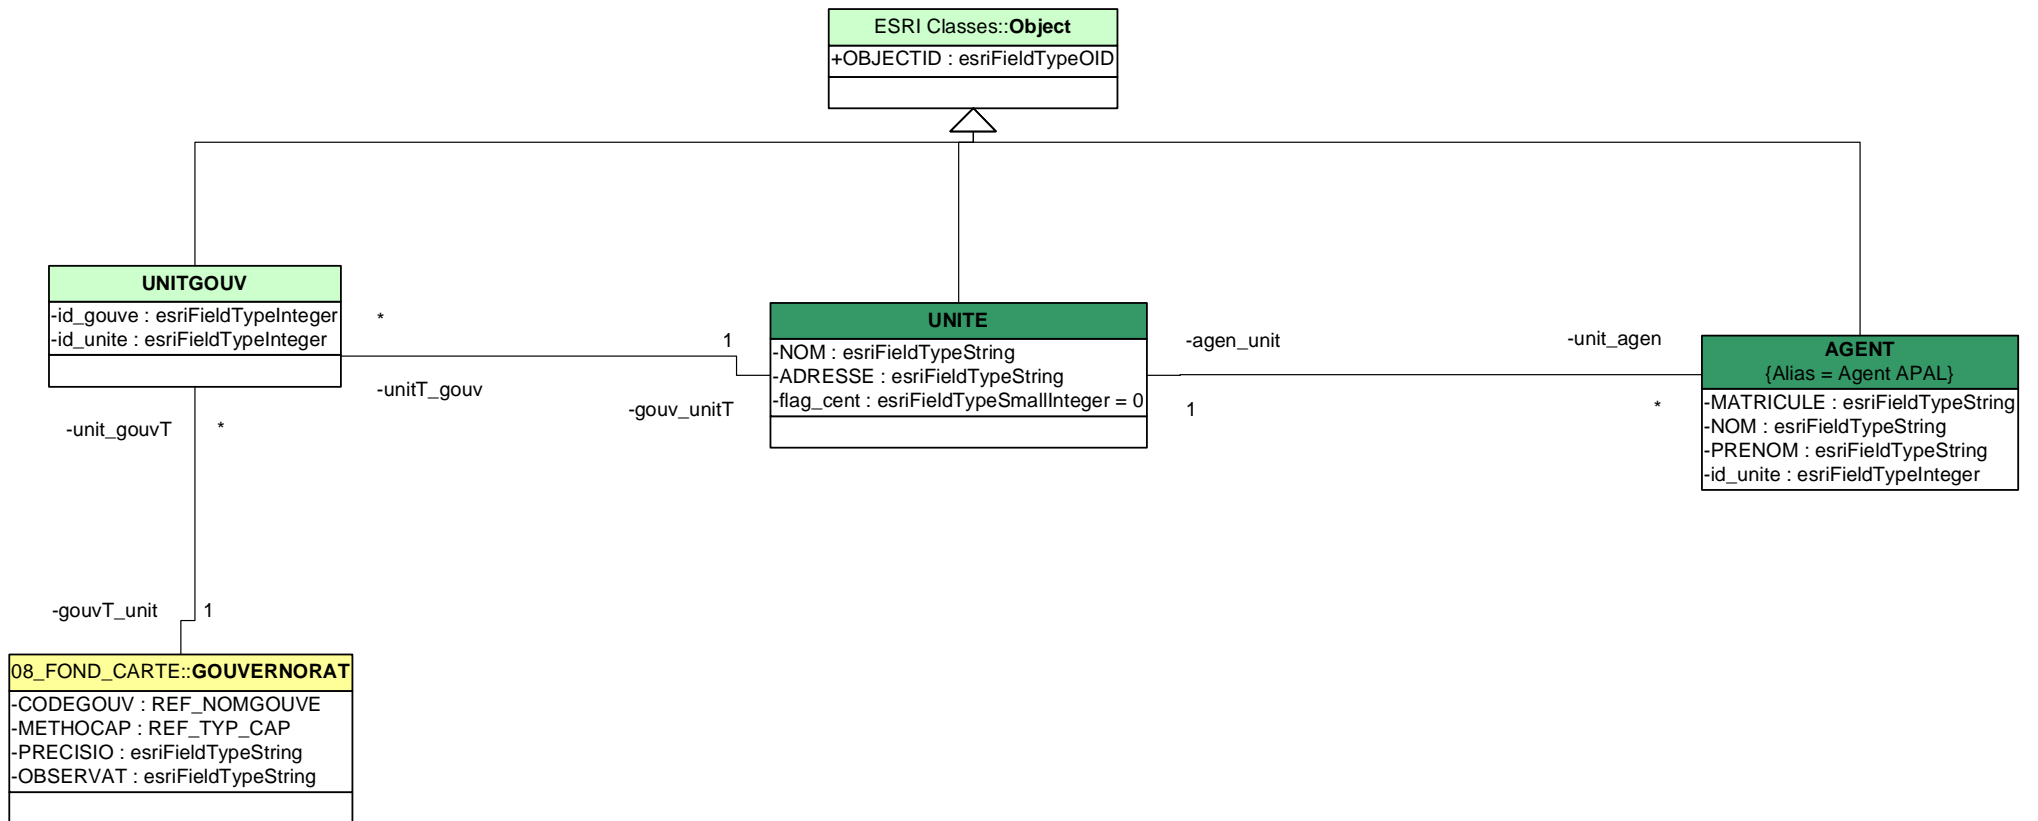 ESRI Classes::Object
+OBJECTID : esriFieldTypeOID
UNITGOUV
-id_gouve : esriFieldTypeInteger
-id_unite : esriFieldTypeInteger
*
-unitT_gouv
1
-gouv_unitT
UNITE
-NOM : esriFieldTypeString
-ADRESSE : esriFieldTypeString
-flag_cent : esriFieldTypeSmallInteger = 0
-agen_unit
1
-unit_agen
*
AGENT
{Alias = Agent APAL}
-MATRICULE : esriFieldTypeString
-NOM : esriFieldTypeString
-PRENOM : esriFieldTypeString
-id_unite : esriFieldTypeInteger
-unit_gouvT
*
-gouvT_unit
1
08_FOND_CARTE::GOUVERNORAT
-CODEGOUV : REF_NOMGOUVE
-METHOCAP : REF_TYP_CAP
-PRECISIO : esriFieldTypeString
-OBSERVAT : esriFieldTypeString